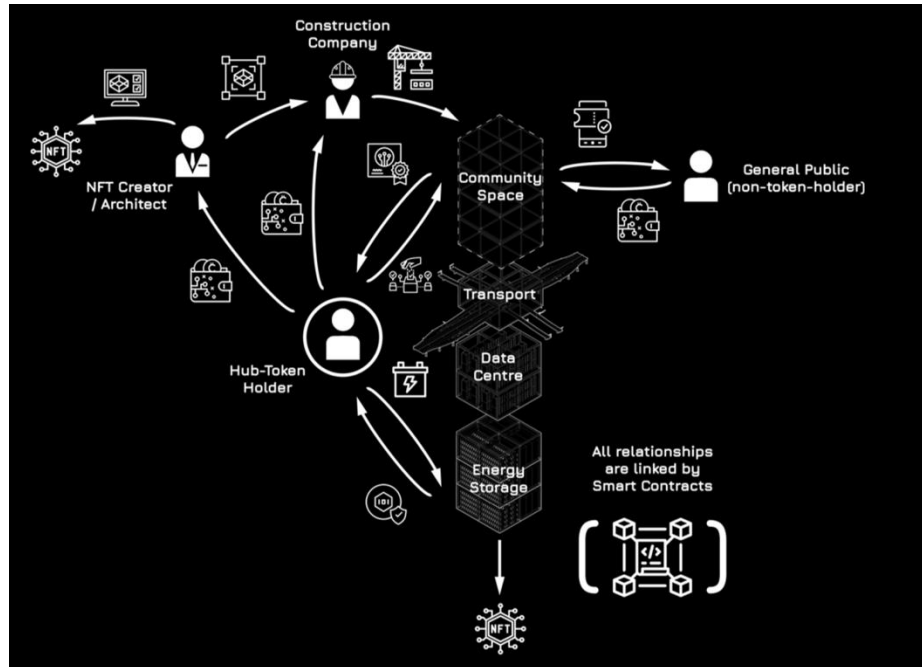 Construction
Company
NFT
NFT Creator
/ Architect
Community
Space
General Public
(non-token-holder)
Transport
Hub-Token
Holder
Data
Centre
Energy
Storage
All relationships
are linked by
Smart Contracts
</>
NFT